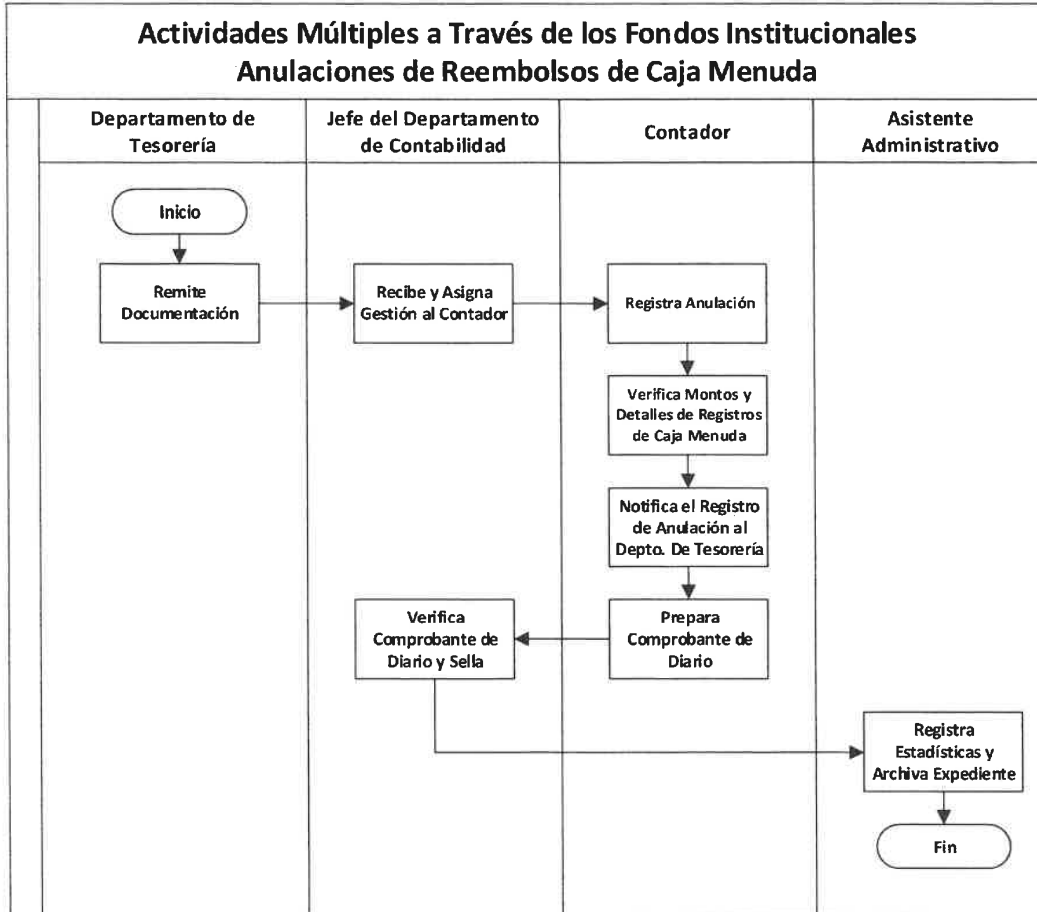 Actividades Múltiples a Través de los Fondos Institucionales
Anulaciones de Reembolsos de Caja Menuda
Departamento de
Tesorería
Jefe del Departamento
de Contabilidad
Contador
Asistente
Administrativo
Inicio
Remite
Documentación
Recibe y Asigna
Gestión al Contador
Registra Anulación
Verifica Montos y
Detalles de Registros
de Caja Menuda
Notifica el Registro
de Anulación al
Depto. De Tesorería
Prepara
Comprobante de
Diario
Verifica
Comprobante de
Diario y Sella
Registra
Estadísticas y
Archiva Expediente
Fin